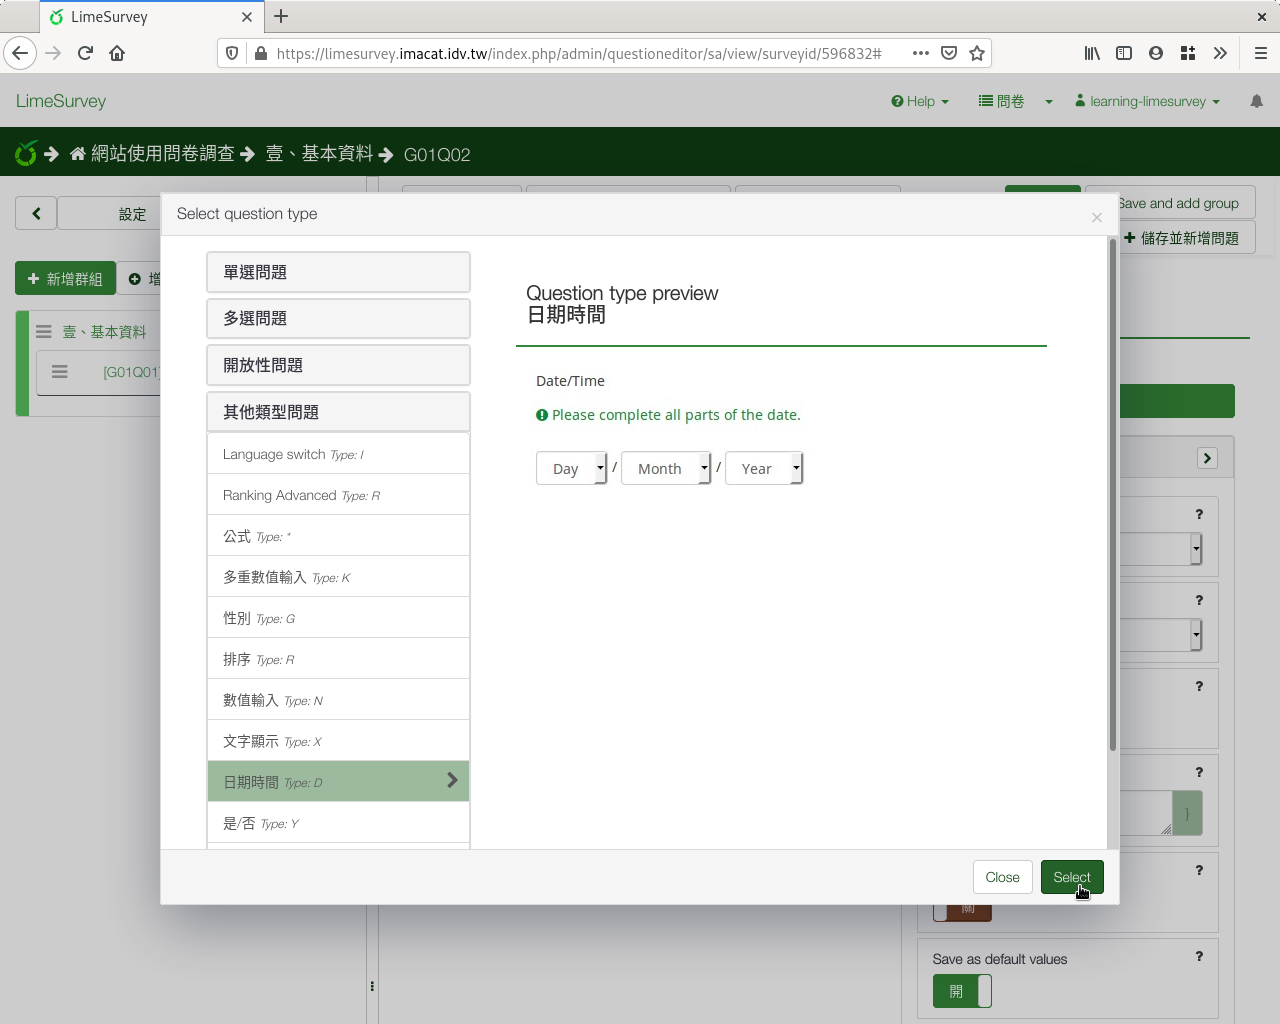 LimeSurvey
https://limesurvey.imacat.idv.tw/index.php/admin/questioneditor/sa/view/surveyid/596832#
LimeSurvey
Help
問卷
learning-limesurvey
網站使用問卷調查
壹、基本資料
G01Q02
設定
Save and add group
儲存並新增問題
新增群組
增
壹、基本資料
[G01Q01]
Select question type
×
單選問題
多選問題
開放性問題
其他類型問題
Language switch Type: I
Ranking Advanced Type: R
公式 Type: *
多重數值輸入 Type: K
性別 Type: G
排序 Type: R
數值輸入 Type: N
文字顯示 Type: X
日期時間 Type: D
是/否 Type: Y
Question type preview
日期時間
Date/Time
Please complete all parts of the date.
Day / Month / Year
Close
Select
?
?
?
?
}
?
關
Save as default values
?
開